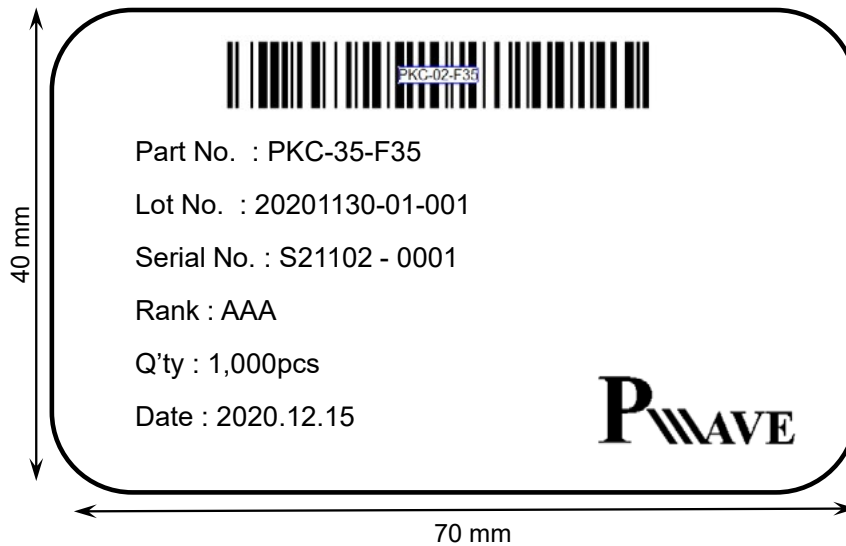 PKC-02-F35
Part No. : PKC-35-F35
Lot No. : 20201130-01-001
Serial No. : S21102 - 0001
Rank : AAA
Q’ty : 1,000pcs
Date : 2020.12.15
PWAVE
40 mm
70 mm